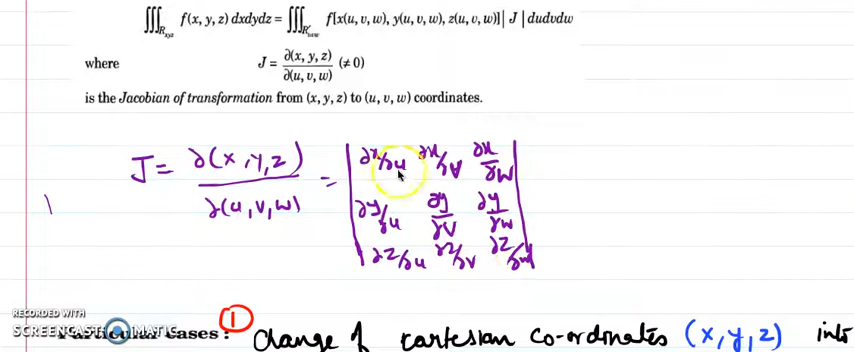 ∭_{R_{xyz}} f(x, y, z) dxdydz = ∭_{R'_{uvw}} f[x(u, v, w), y(u, v, w), z(u, v, w)] | J | dudvdw
where J = ∂(x, y, z)/∂(u, v, w) (≠ 0)
is the Jacobian of transformation from (x, y, z) to (u, v, w) coordinates.
J = ∂(x, y, z)/∂(u, v, w) = | ∂x/∂u ∂x/∂v ∂x/∂w
∂y/∂u ∂y/∂v ∂y/∂w
∂z/∂u ∂z/∂v ∂z/∂w |
RECORDED WITH
SCREENCAST MATIC
Particular Cases: ① Change of cartesian co-ordinates (x, y, z) into